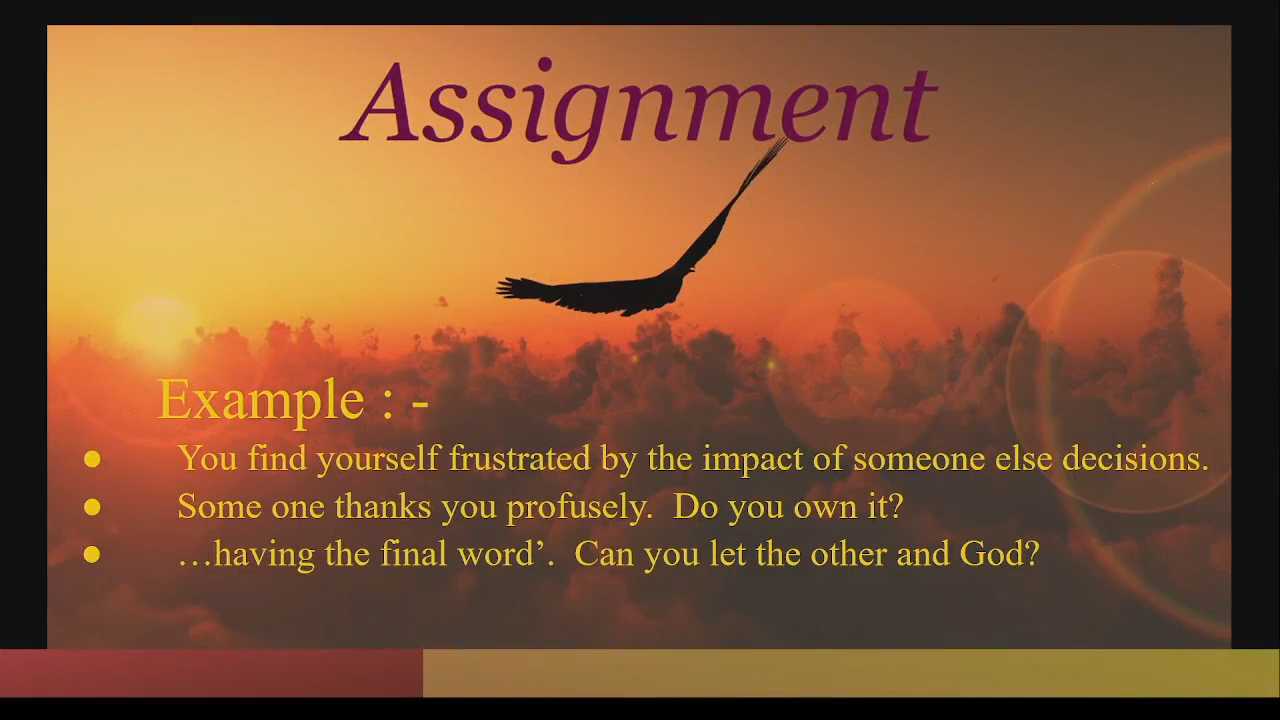 Assignment
Example : -
● You find yourself frustrated by the impact of someone else decisions.
● Some one thanks you profusely. Do you own it?
● …having the final word’. Can you let the other and God?